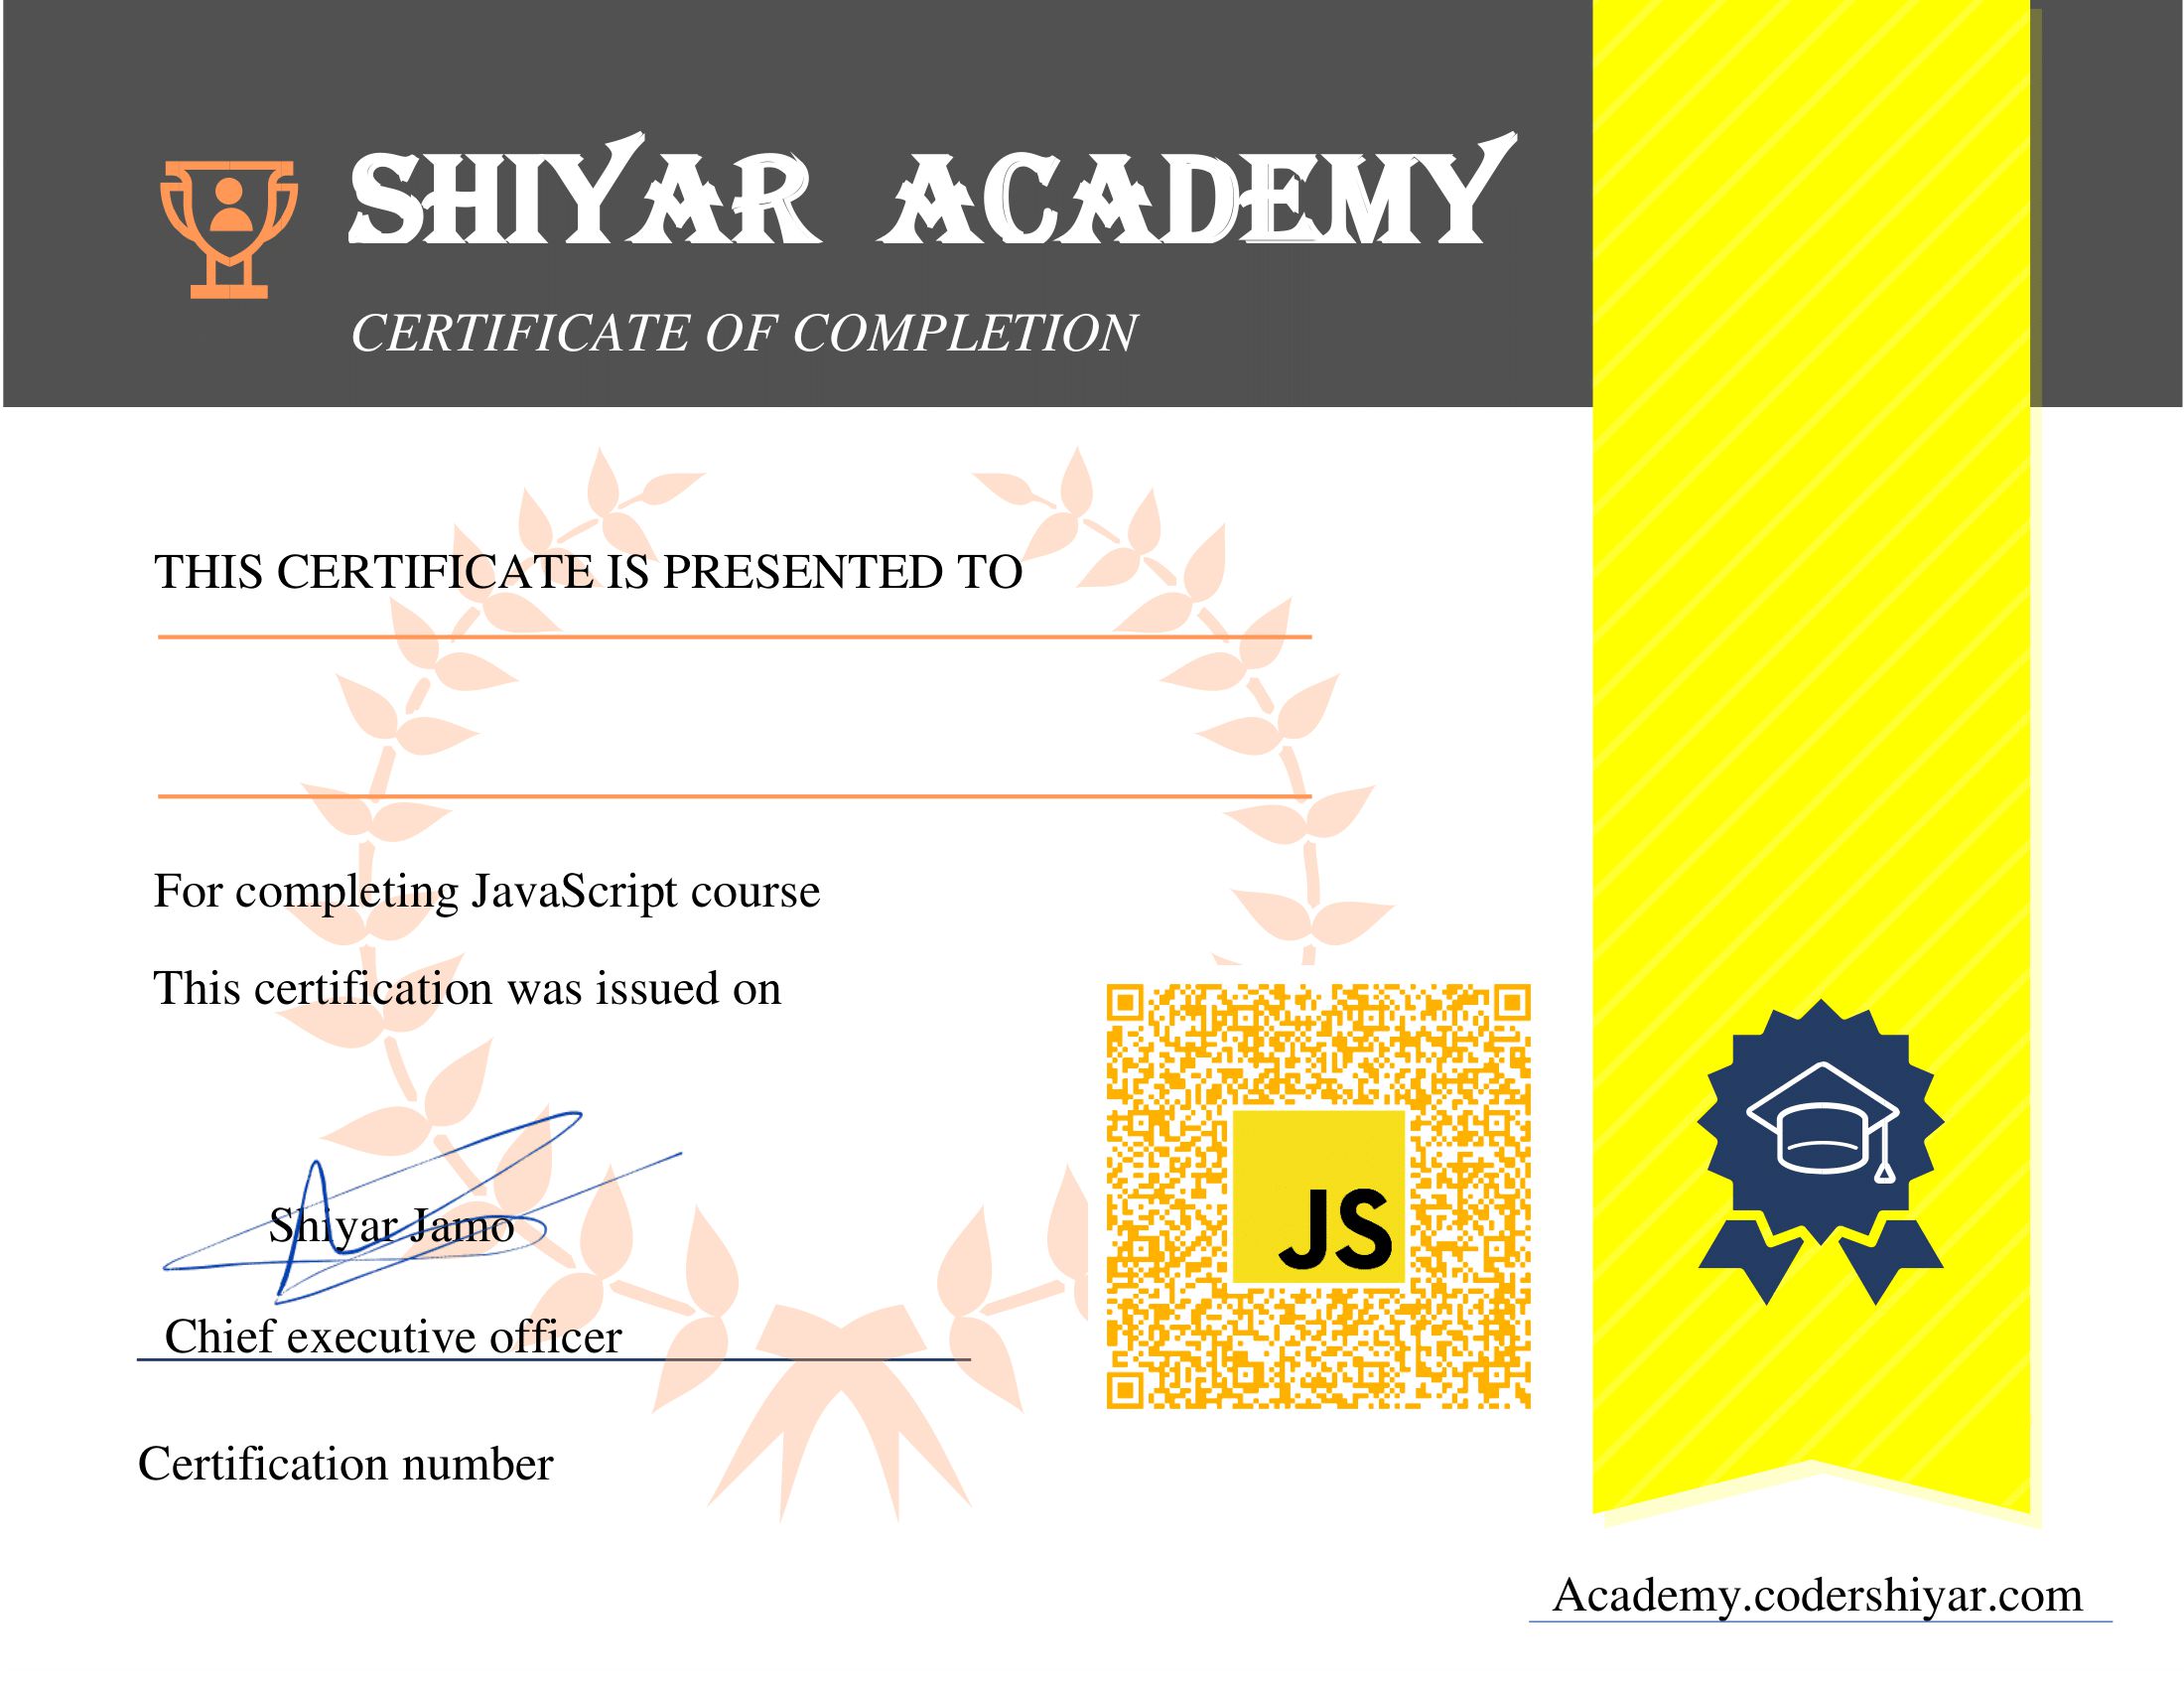 SHIYAR ACADEMY
CERTIFICATE OF COMPLETION
THIS CERTIFICATE IS PRESENTED TO
For completing JavaScript course
This certification was issued on
JS
Shiyar Jamo
Chief executive officer
Certification number
Academy.codershiyar.com